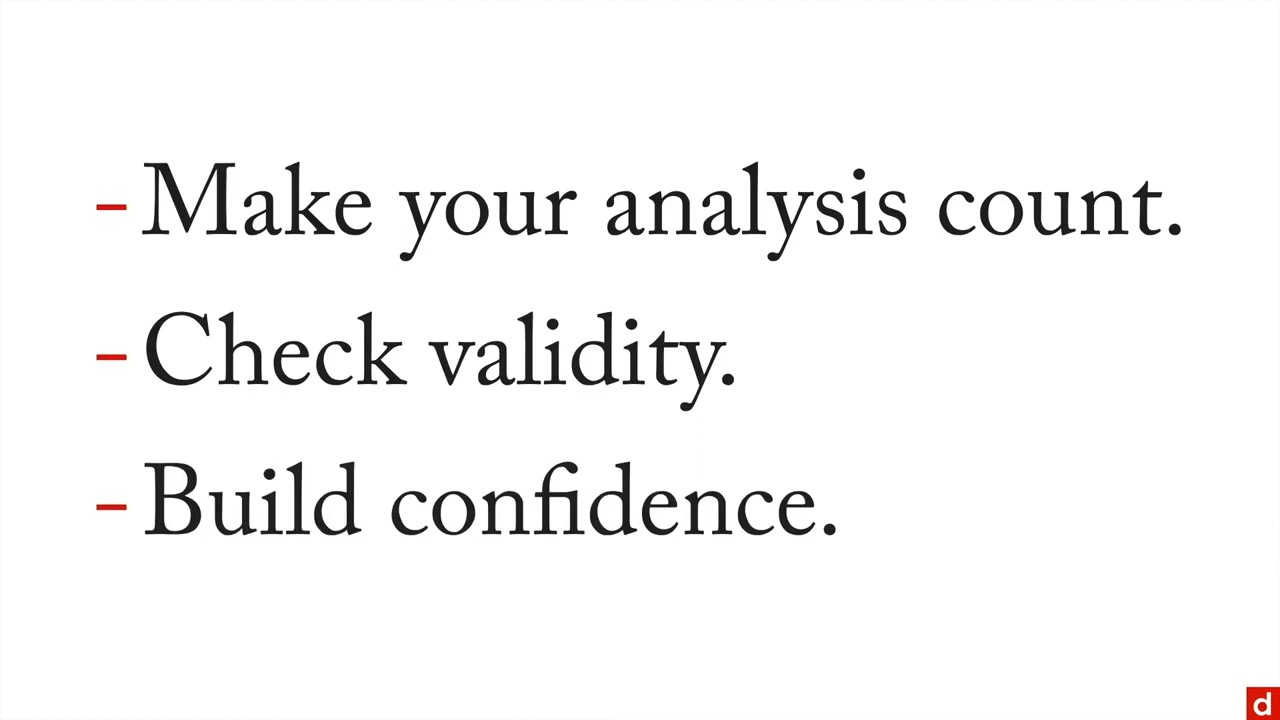 - Make your analysis count.
- Check validity.
- Build confidence.
d